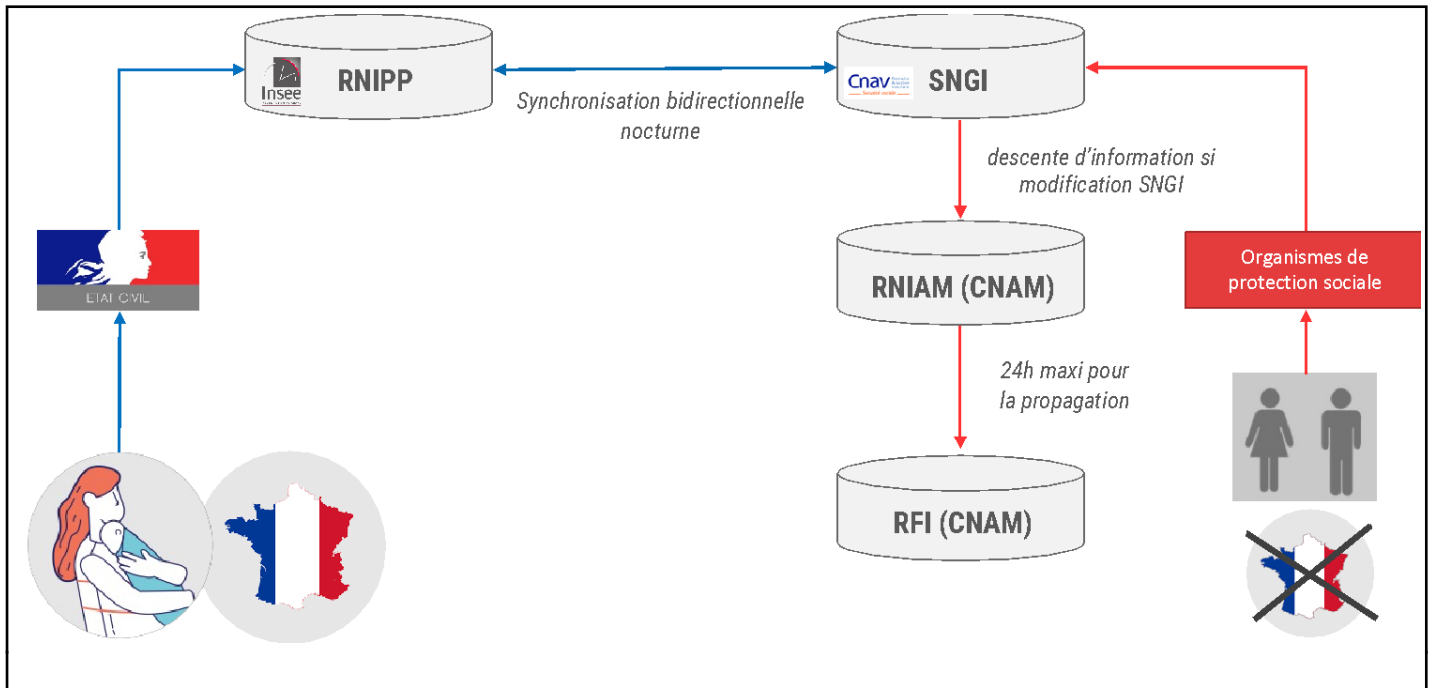 Insee
RNIPP
Synchronisation bidirectionnelle
nocturne
Cnav
SNGI
descente d'information si
modification SNGI
ETAT CIVIL
RNIAM (CNAM)
Organismes de
protection sociale
24h maxi pour
la propagation
RFI (CNAM)